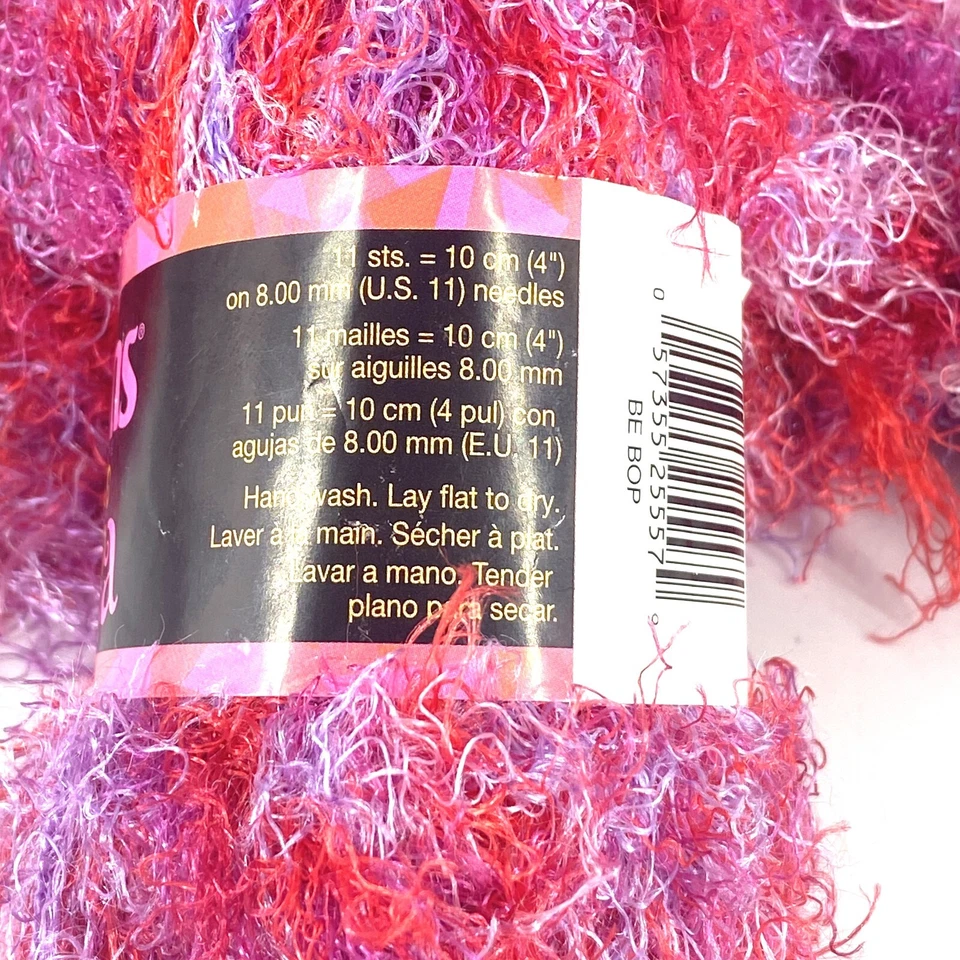 11 sts. = 10 cm (4")
on 8.00 mm (U.S. 11) needles
11 mailles = 10 cm (4")
sur aiguilles 8.00 mm
11 pul = 10 cm (4 pul) con
agujas de 8.00 mm (E.U. 11)
Hand wash. Lay flat to dry.
Laver à la main. Sécher à plat.
Lavar a mano. Tender
plano para secar.
0 57355 25557 9
BE BOP